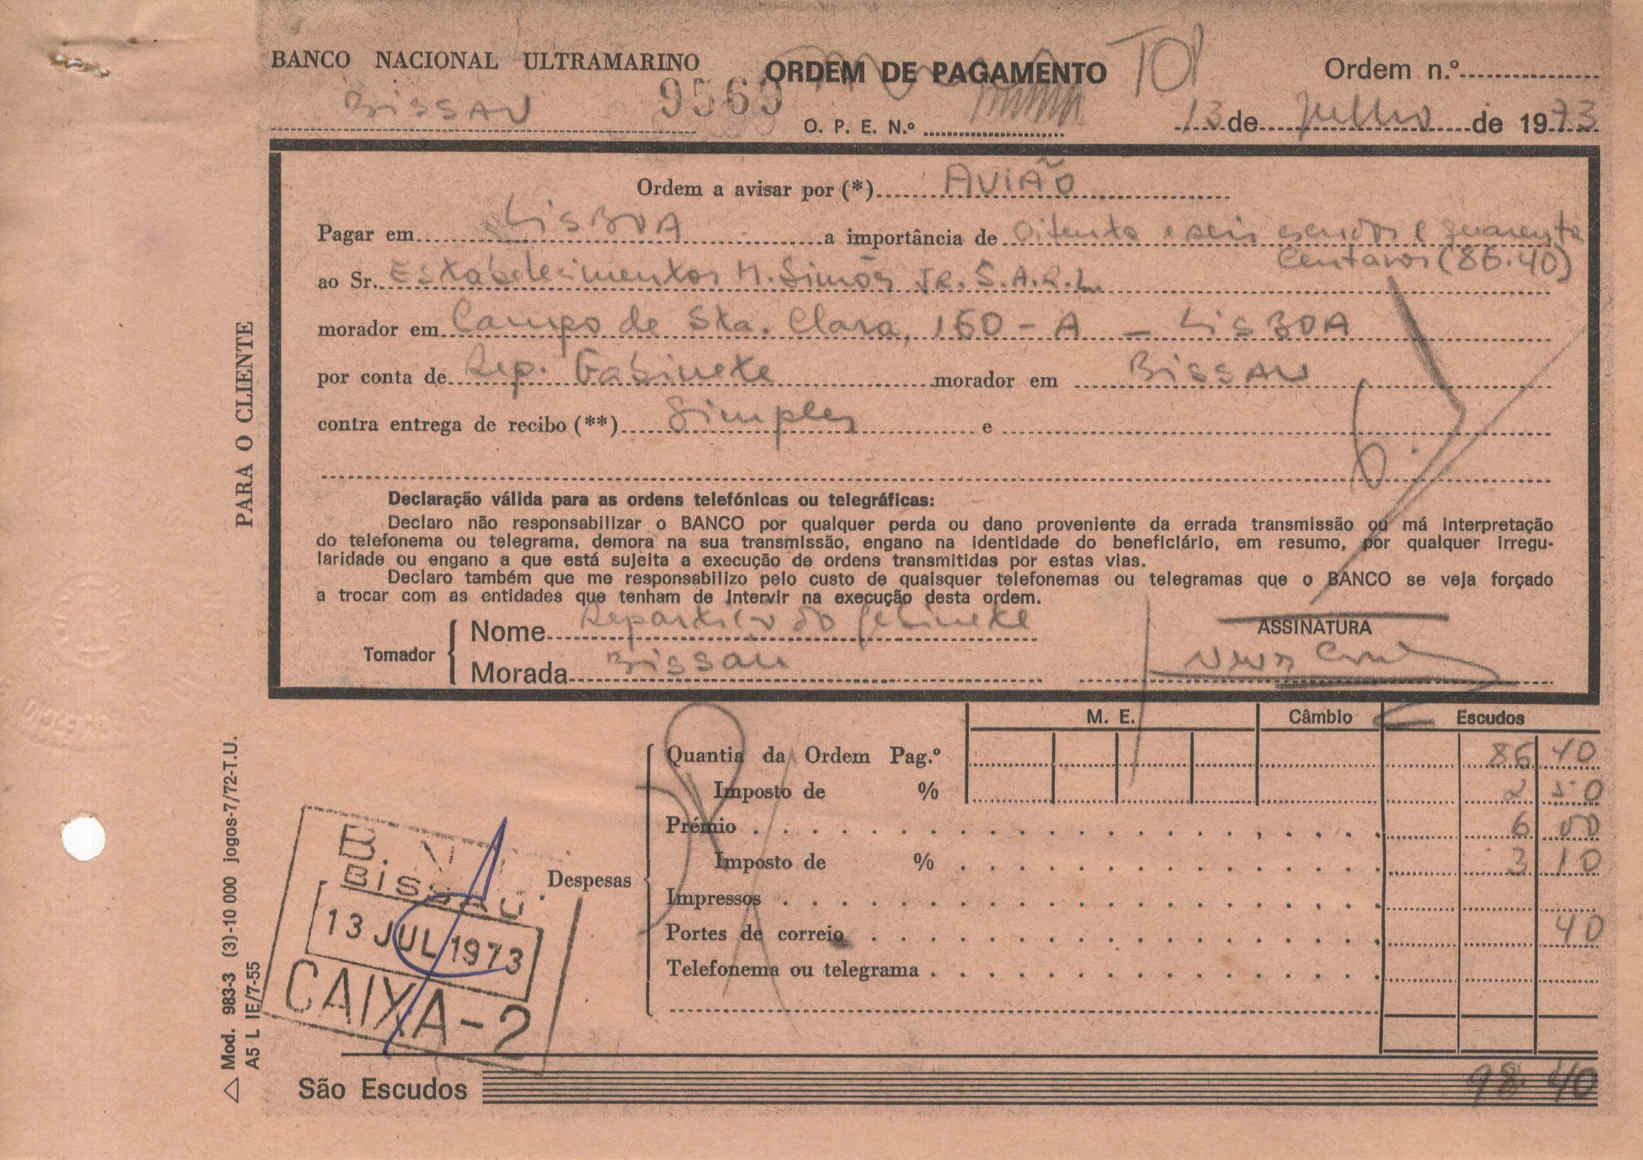 BANCO NACIONAL ULTRAMARINO
ORDEM DE PAGAMENTO
TOP
Ordem n.º
BISSAU
9569
O. P. E. N.º
13 de Julho de 1973
Ordem a avisar por (*) AVIÃO
Pagar em LISBOA a importância de Oitenta e seis escudos e quarenta
centavos (86.40)
ao Sr. Estabelecimentos M. Simões JR. S.A.R.L.
morador em Campo de Sta. Clara, 160-A - LISBOA
por conta de Rep. Gabinete morador em BISSAU
contra entrega de recibo (**) Simples e
Declaração válida para as ordens telefónicas ou telegráficas:
Declaro não responsabilizar o BANCO por qualquer perda ou dano proveniente da errada transmissão ou má interpretação
do telefonema ou telegrama, demora na sua transmissão, engano na identidade do beneficiário, em resumo, por qualquer irregu-
laridade ou engano a que está sujeita a execução de ordens transmitidas por estas vias.
Declaro também que me responsabilizo pelo custo de quaisquer telefonemas ou telegramas que o BANCO se veja forçado
a trocar com as entidades que tenham de intervir na execução desta ordem.
Tomador
Nome Repartição do Gabinete
Morada Bissau
ASSINATURA
PARA O CLIENTE
M. E. Câmbio Escudos
Despesas
Quantia da Ordem Pag.º 86 40
Imposto de % 2 50
Prémio 6 00
Imposto de % 3 10
Impressos
Portes de correio 40
Telefonema ou telegrama
São Escudos 98 40
B. N. U.
BISSAU
13 JUL 1973
CAIXA-2
Mod. 983-3 (3)-10 000 jogos-7/72-T.U.
A5 L IE/7-55